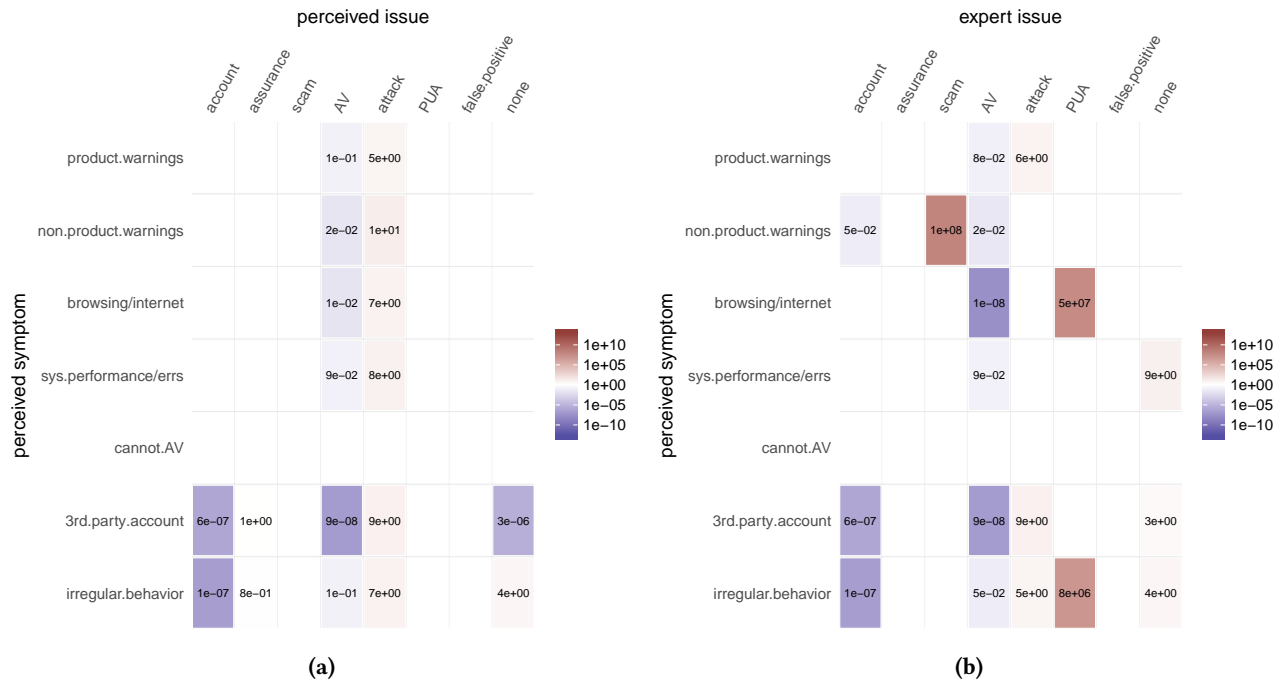 perceived issue
account assurance scam AV attack PUA false.positive none
product.warnings 1e−01 5e+00
non.product.warnings 2e−02 1e+01
browsing/internet 1e−02 7e+00
sys.performance/errs 9e−02 8e+00
cannot.AV
3rd.party.account 6e−07 1e+00 9e−08 9e+00 3e−06
irregular.behavior 1e−07 8e−01 1e−01 7e+00 4e+00
perceived symptom
1e+10
1e+05
1e+00
1e−05
1e−10
(a)
expert issue
account assurance scam AV attack PUA false.positive none
product.warnings 8e−02 6e+00
non.product.warnings 5e−02 1e+08 2e−02
browsing/internet 1e−08 5e+07
sys.performance/errs 9e−02 9e+00
cannot.AV
3rd.party.account 6e−07 9e−08 9e+00 3e+00
irregular.behavior 1e−07 5e−02 5e+00 8e+06 4e+00
perceived symptom
1e+10
1e+05
1e+00
1e−05
1e−10
(b)